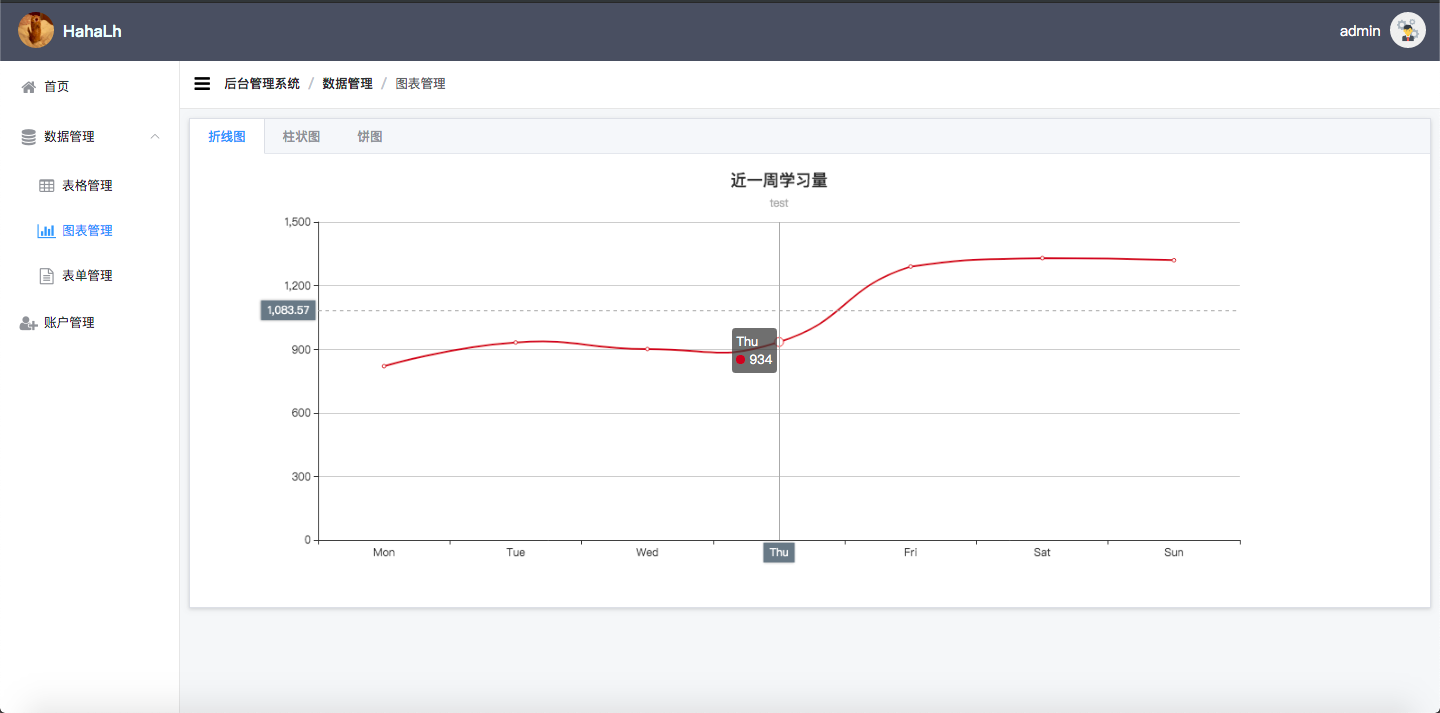 HahaLh
admin
首页
数据管理
表格管理
图表管理
表单管理
账户管理
后台管理系统 / 数据管理 / 图表管理
折线图 柱状图 饼图
近一周学习量
test
1,500
1,200
1,083.57
900
600
300
0
Thu
934
Mon Tue Wed Thu Fri Sat Sun